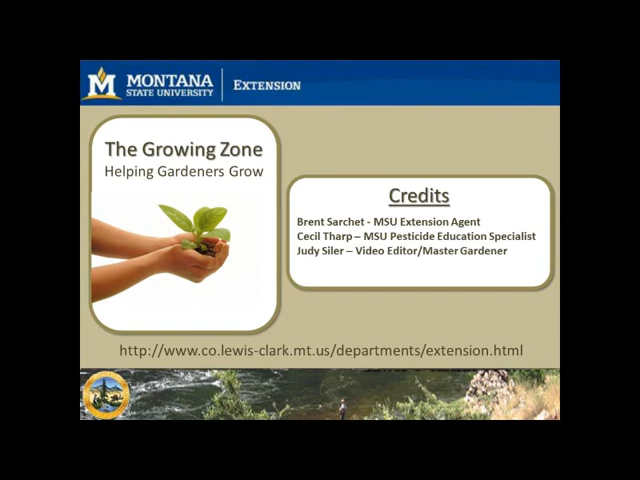 MONTANA
STATE UNIVERSITY
EXTENSION
The Growing Zone
Helping Gardeners Grow
Credits
Brent Sarchet - MSU Extension Agent
Cecil Tharp – MSU Pesticide Education Specialist
Judy Siler – Video Editor/Master Gardener
http://www.co.lewis-clark.mt.us/departments/extension.html